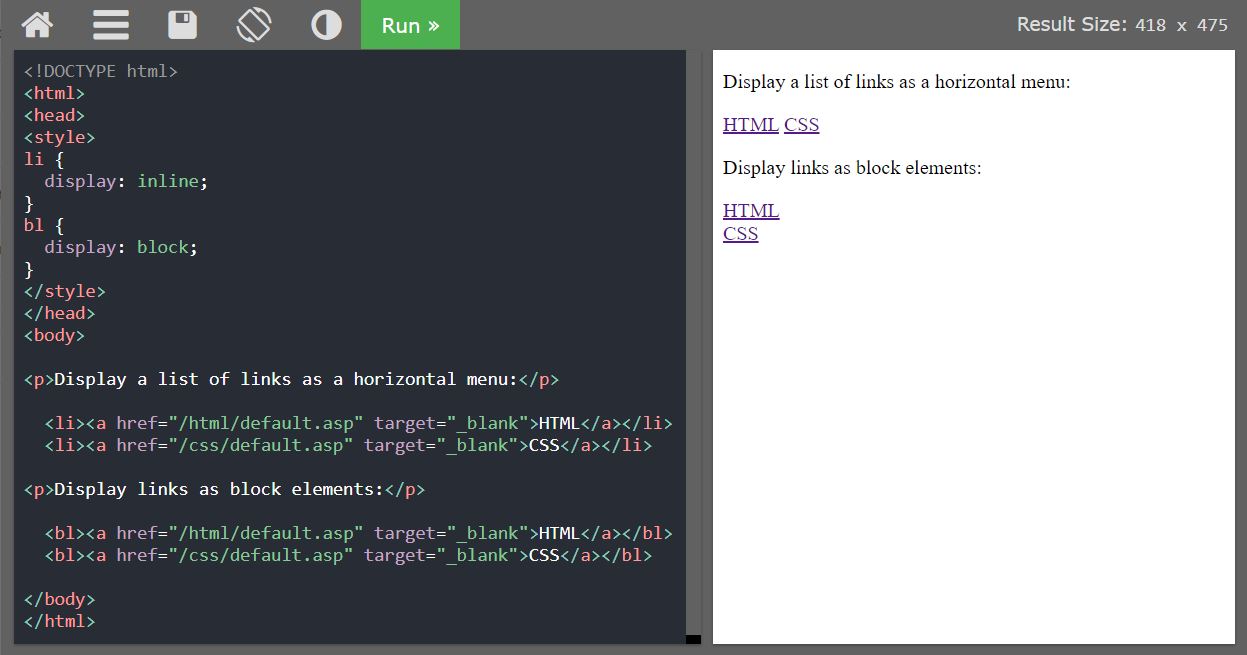 Run »
Result Size: 418 x 475
<!DOCTYPE html>
<html>
<head>
<style>
li {
  display: inline;
}
bl {
  display: block;
}
</style>
</head>
<body>

<p>Display a list of links as a horizontal menu:</p>

  <li><a href="/html/default.asp" target="_blank">HTML</a></li>
  <li><a href="/css/default.asp" target="_blank">CSS</a></li>

<p>Display links as block elements:</p>

  <bl><a href="/html/default.asp" target="_blank">HTML</a></bl>
  <bl><a href="/css/default.asp" target="_blank">CSS</a></bl>

</body>
</html>
Display a list of links as a horizontal menu:
HTML CSS
Display links as block elements:
HTML
CSS